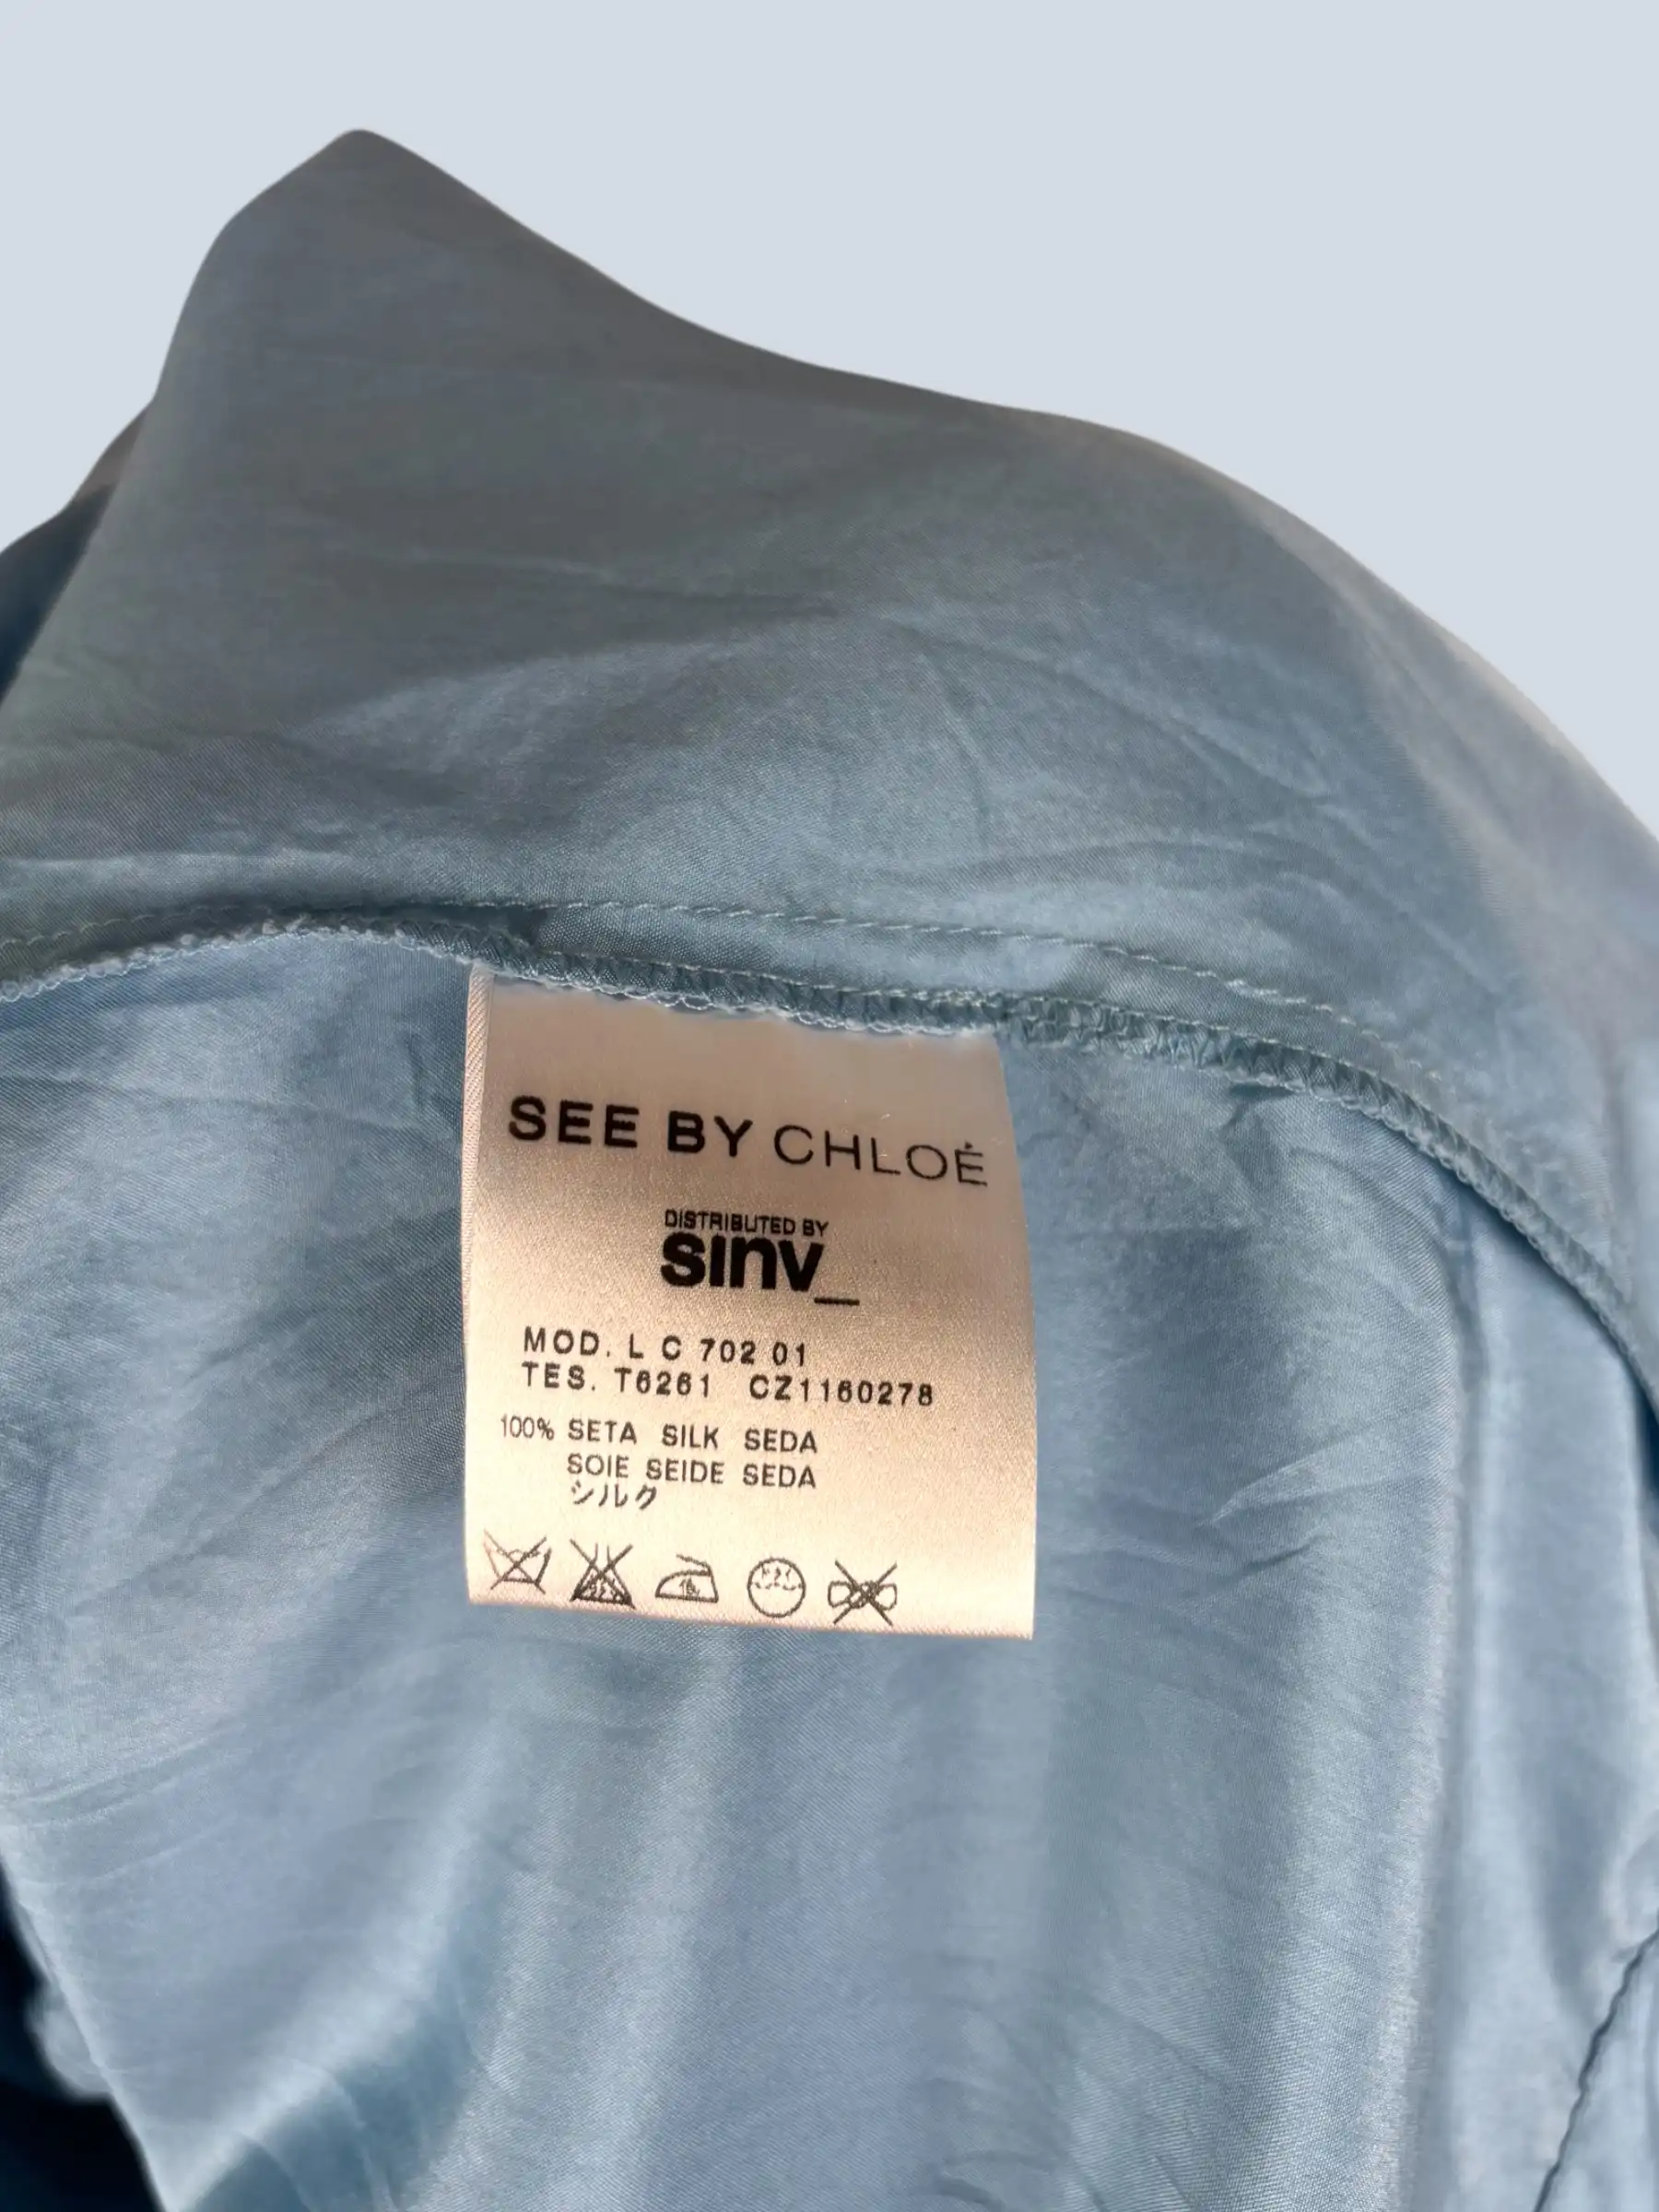 SEE BY CHLOÉ
DISTRIBUTED BY
sinv_
MOD. L C 702 01
TES. T6261 CZ1160278
100% SETA SILK SEDA
SOIE SEIDE SEDA
シルク